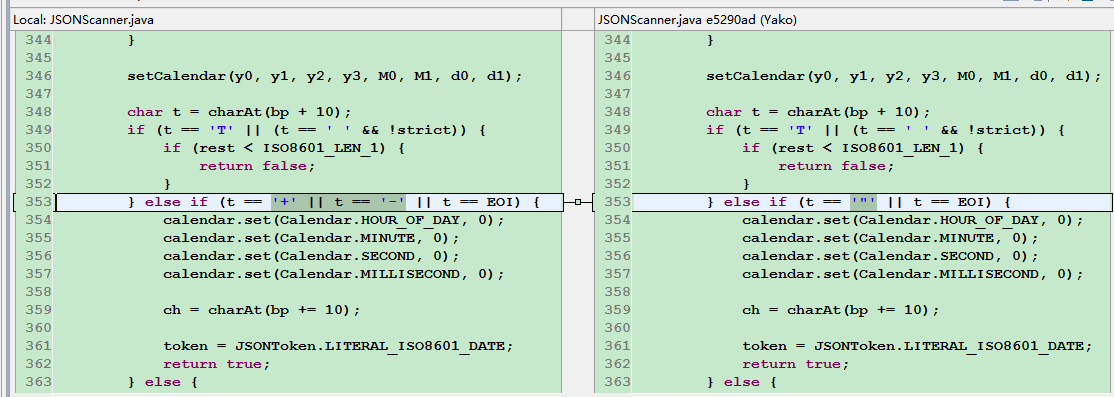 Local: JSONScanner.java
344 }
345
346 setCalendar(y0, y1, y2, y3, M0, M1, d0, d1);
347
348 char t = charAt(bp + 10);
349 if (t == 'T' || (t == ' ' && !strict)) {
350 if (rest < ISO8601_LEN_1) {
351 return false;
352 }
353 } else if (t == '+' || t == '-' || t == EOI) {
354 calendar.set(Calendar.HOUR_OF_DAY, 0);
355 calendar.set(Calendar.MINUTE, 0);
356 calendar.set(Calendar.SECOND, 0);
357 calendar.set(Calendar.MILLISECOND, 0);
358
359 ch = charAt(bp += 10);
360
361 token = JSONToken.LITERAL_ISO8601_DATE;
362 return true;
363 } else {
JSONScanner.java e5290ad (Yako)
344 }
345
346 setCalendar(y0, y1, y2, y3, M0, M1, d0, d1);
347
348 char t = charAt(bp + 10);
349 if (t == 'T' || (t == ' ' && !strict)) {
350 if (rest < ISO8601_LEN_1) {
351 return false;
352 }
353 } else if (t == '"' || t == EOI) {
354 calendar.set(Calendar.HOUR_OF_DAY, 0);
355 calendar.set(Calendar.MINUTE, 0);
356 calendar.set(Calendar.SECOND, 0);
357 calendar.set(Calendar.MILLISECOND, 0);
358
359 ch = charAt(bp += 10);
360
361 token = JSONToken.LITERAL_ISO8601_DATE;
362 return true;
363 } else {